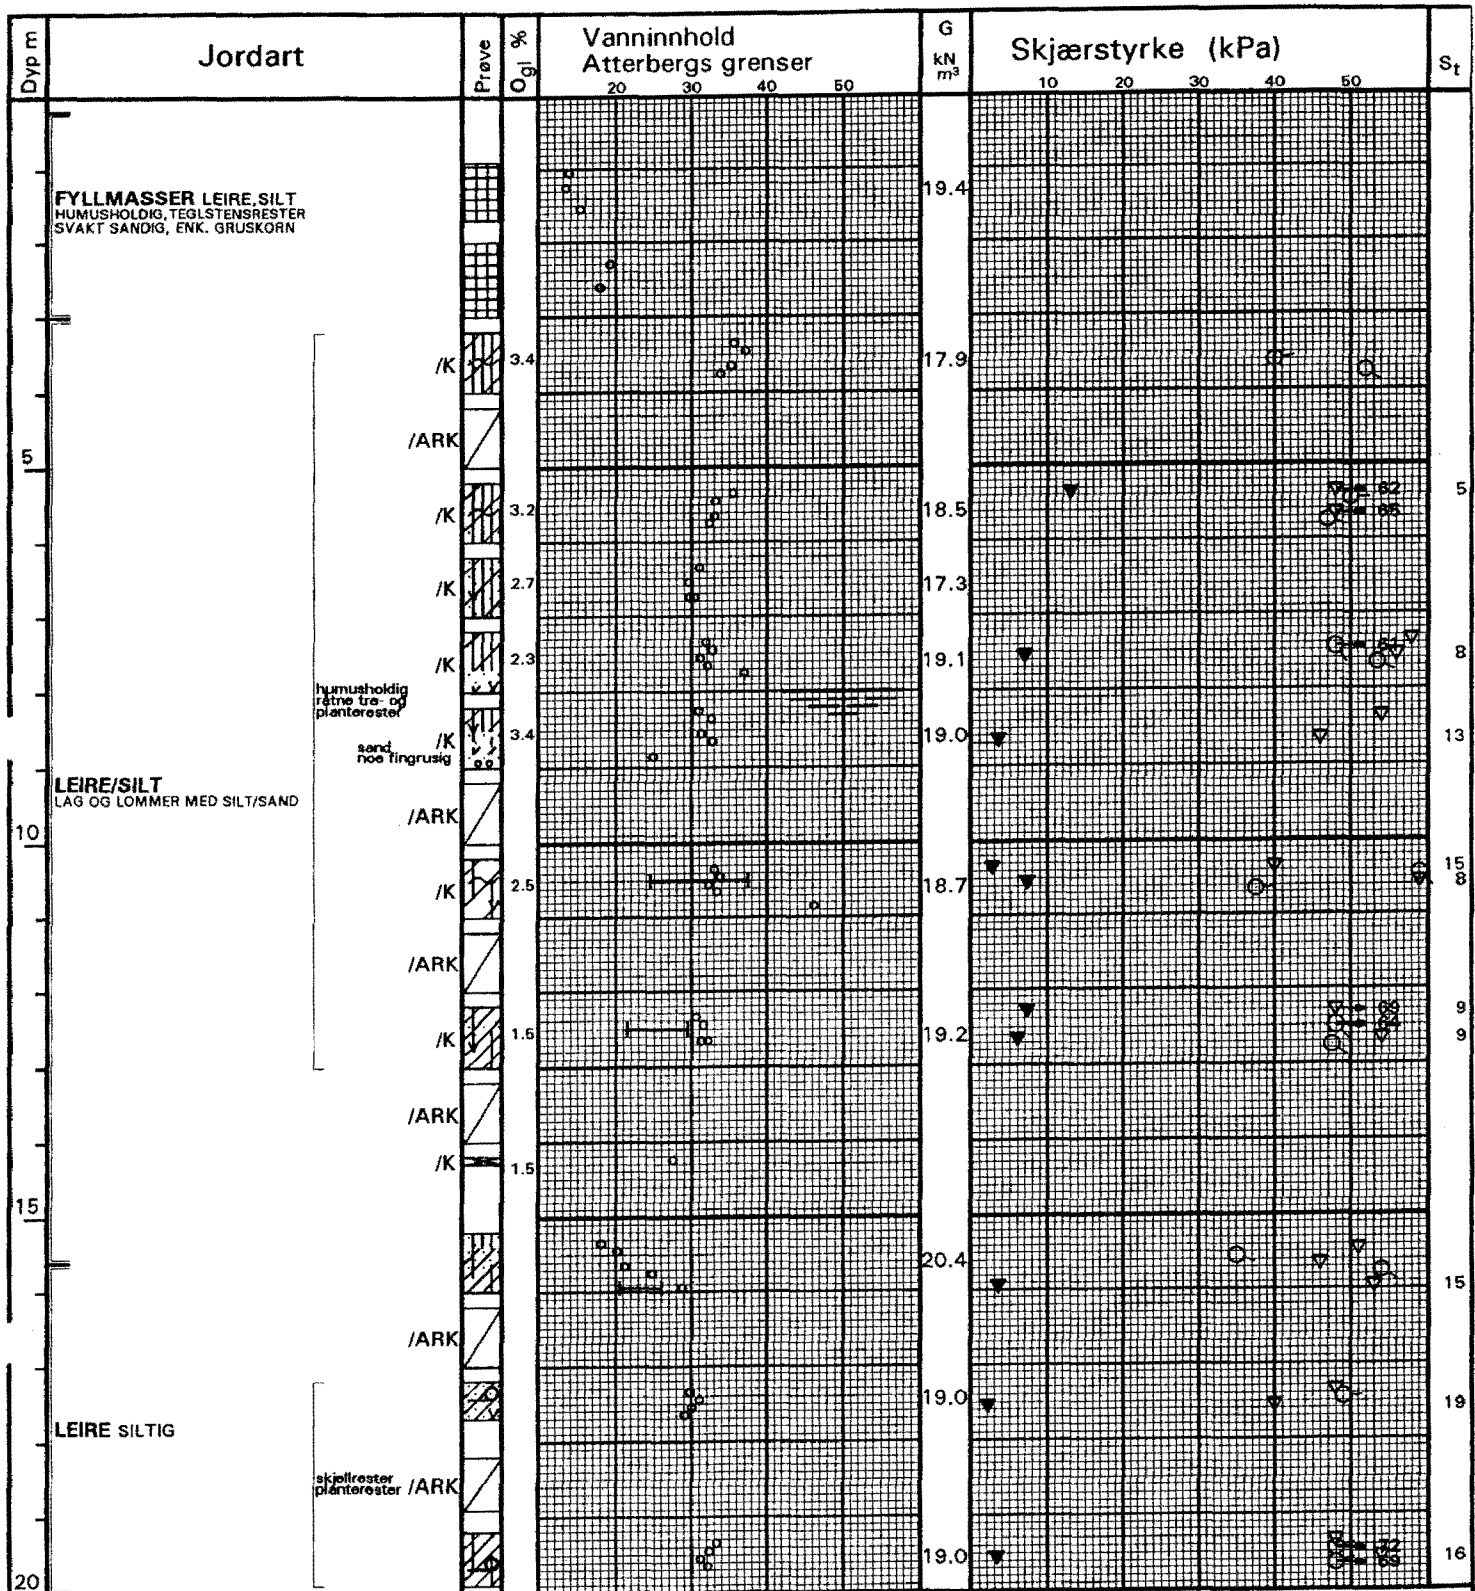 Dyp m
Jordart
Prøve
Ogl %
Vanninnhold
Atterbergs grenser
20 30 40 50
G
kN
m³
Skjærstyrke (kPa)
10 20 30 40 50
St
FYLLMASSER LEIRE, SILT
HUMUSHOLDIG, TEGLSTENSRESTER
SVAKT SANDIG, ENK. GRUSKORN
19.4
/K 3.4 17.9
/ARK
5
62 5
/K 3.2 18.5 65
/K 2.7 17.3
61
/K 2.3 19.1 8
humusholdig
råtne tre- og
planterester
/K 3.4 19.0 13
sand
noe fingrusig
LEIRE/SILT
LAG OG LOMMER MED SILT/SAND
/ARK
10
15
/K 2.5 18.7 8
/ARK
9
/K 1.6 19.2 9
/ARK
/K 1.5
15
20.4
15
/ARK
19.0 19
LEIRE SILTIG
skjellrester
planterester /ARK
72
19.0 69 16
20